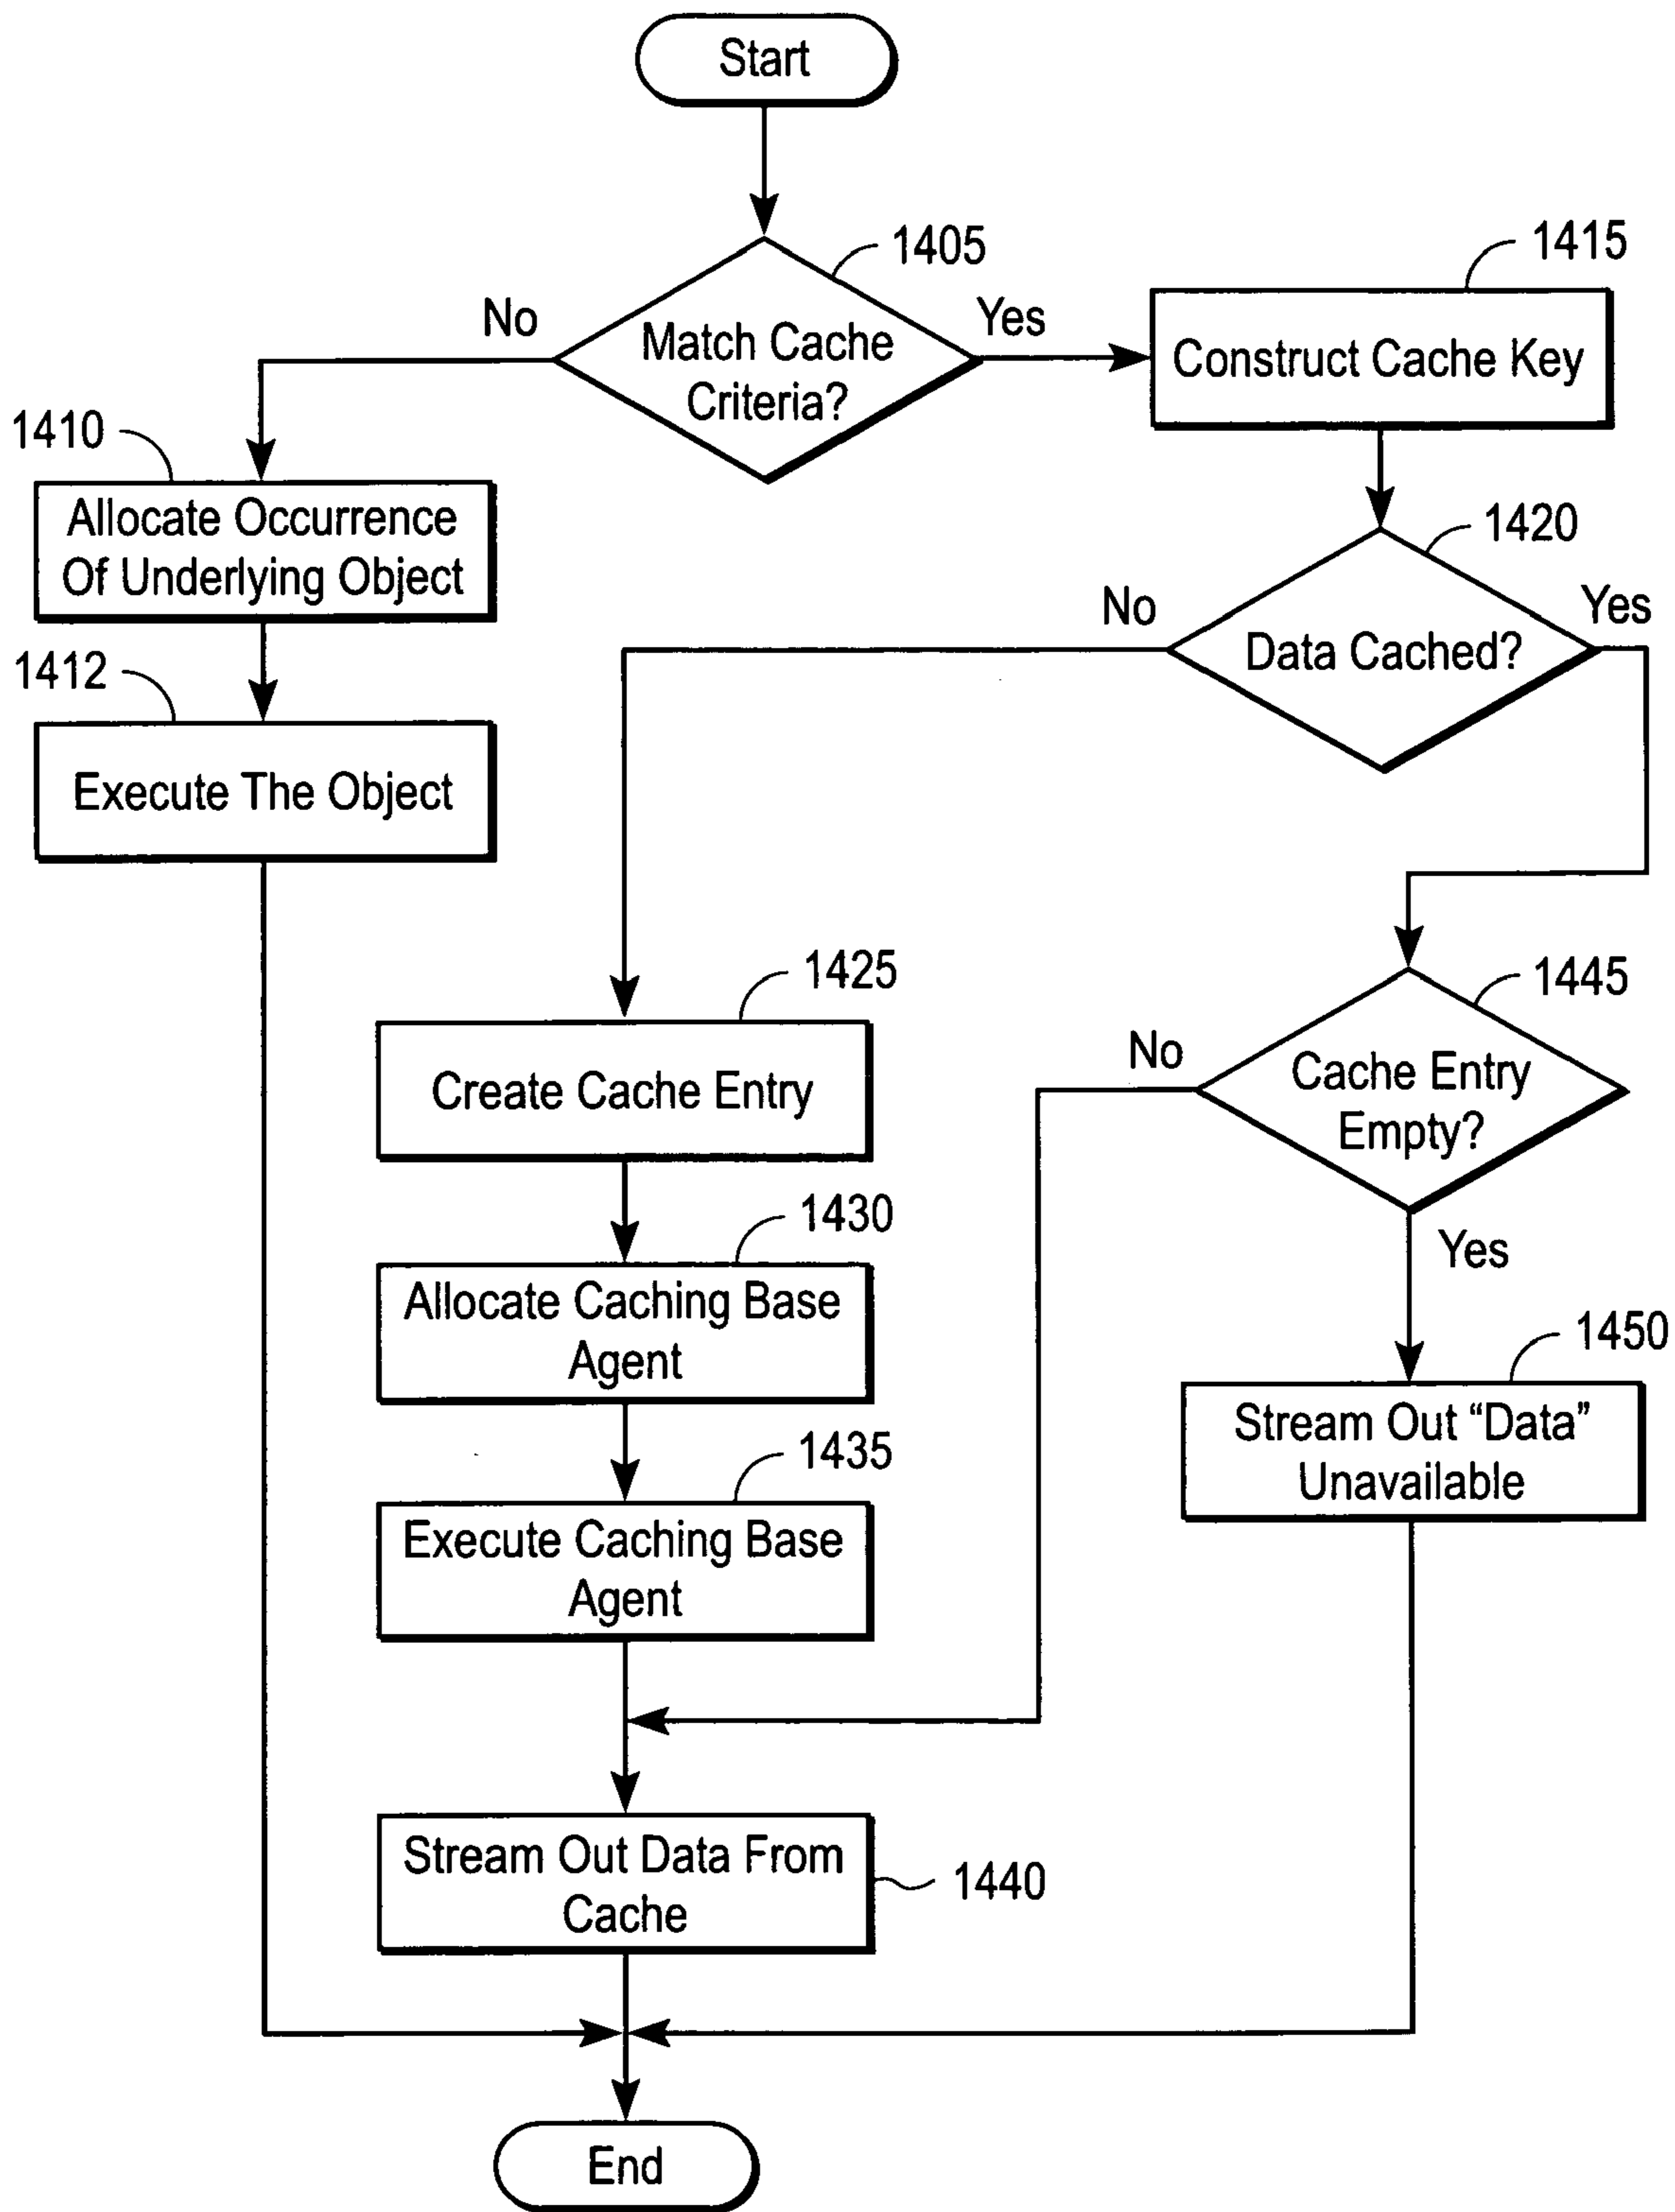 Start
1405
1415
No
Yes
Match Cache
Criteria?
Construct Cache Key
1410
Allocate Occurrence
Of Underlying Object
1420
No
Yes
Data Cached?
1412
Execute The Object
1425
1445
Create Cache Entry
No
Cache Entry
Empty?
1430
Yes
Allocate Caching Base
Agent
1450
Stream Out “Data”
Unavailable
1435
Execute Caching Base
Agent
Stream Out Data From
Cache
1440
End